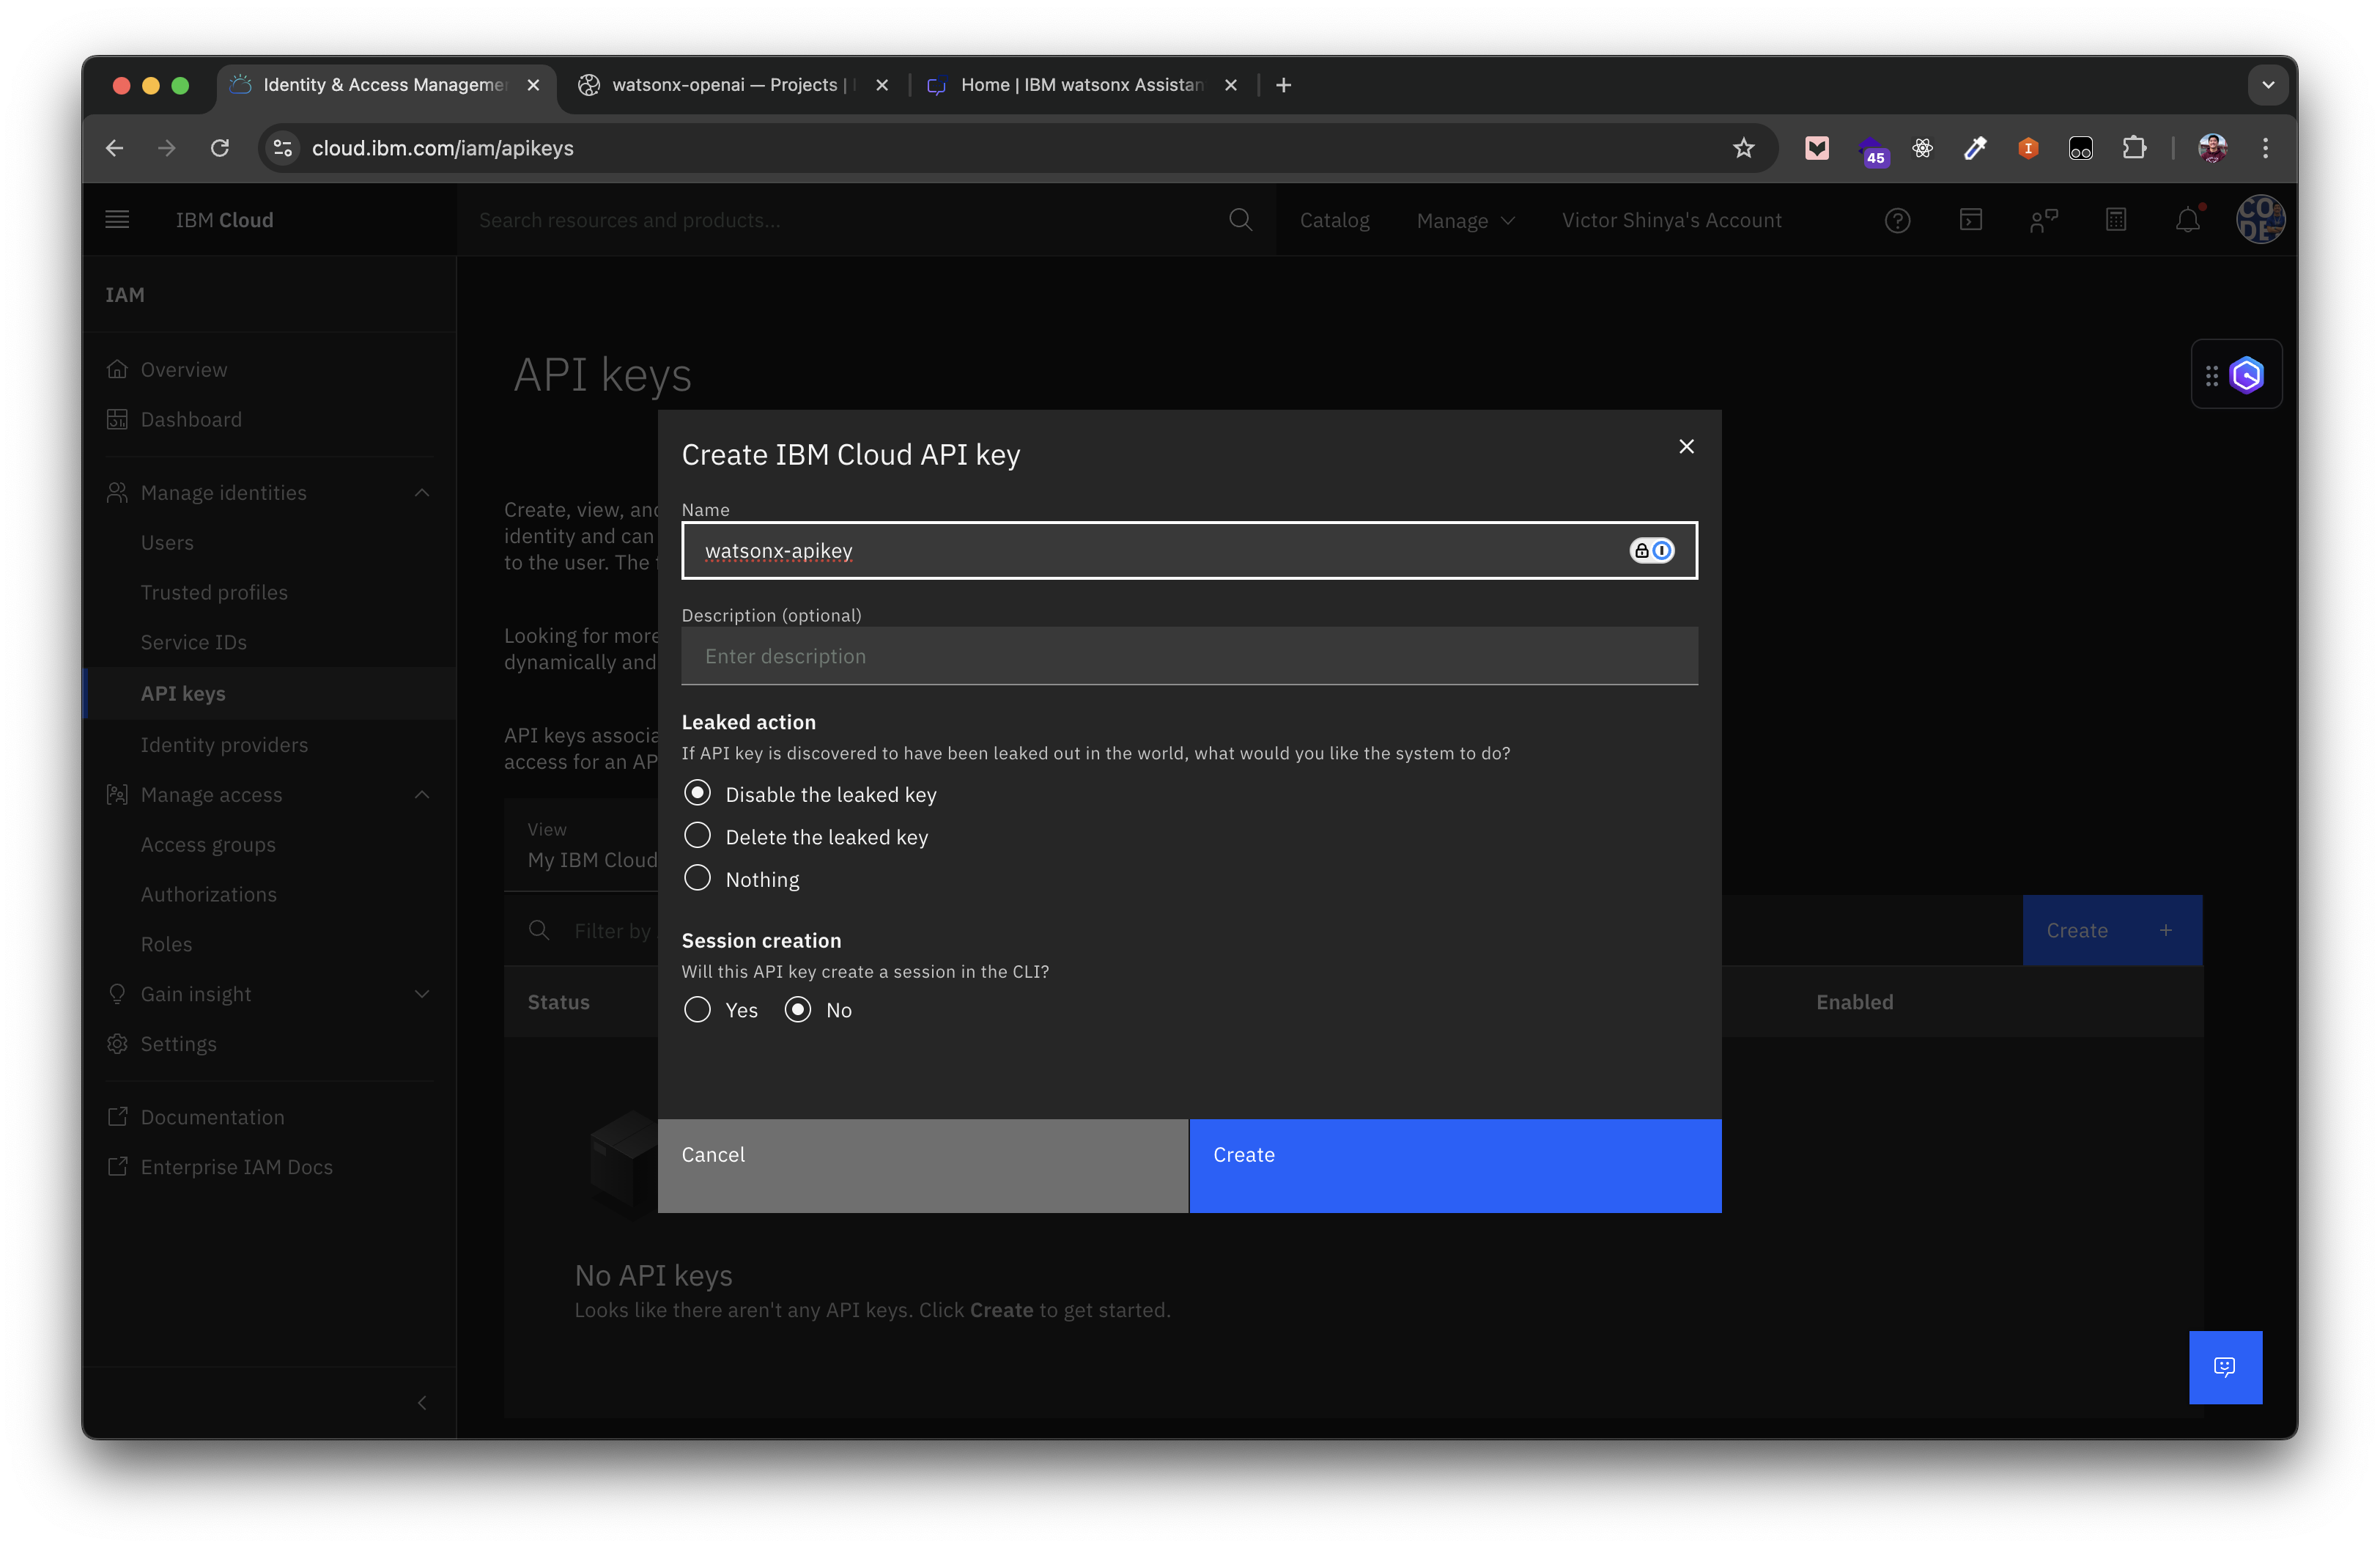 Identity & Access Managemen
watsonx-openai — Projects |
Home | IBM watsonx Assistan
cloud.ibm.com/iam/apikeys
45
IBM Cloud
Search resources and products...
Catalog
Manage
Victor Shinya's Account
CO
DE
IAM
Overview
Dashboard
Manage identities
Users
Trusted profiles
Service IDs
API keys
Identity providers
Manage access
Access groups
Authorizations
Roles
Gain insight
Settings
Documentation
Enterprise IAM Docs
API keys
Create, view, and
identity and can
to the user. The
Looking for more
dynamically and
API keys associa
access for an AP
View
My IBM Cloud
Filter by
Create +
Status
Enabled
No API keys
Looks like there aren't any API keys. Click Create to get started.
Create IBM Cloud API key
Name
watsonx-apikey
Description (optional)
Enter description
Leaked action
If API key is discovered to have been leaked out in the world, what would you like the system to do?
Disable the leaked key
Delete the leaked key
Nothing
Session creation
Will this API key create a session in the CLI?
Yes
No
Cancel
Create